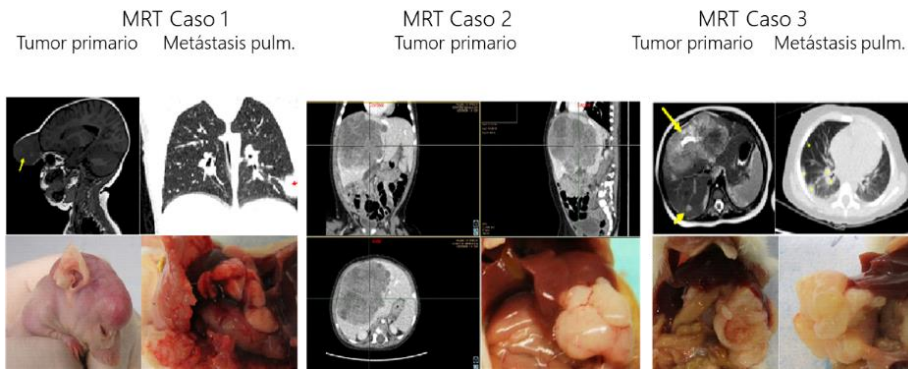 MRT Caso 1
Tumor primario Metástasis pulm.
MRT Caso 2
Tumor primario
MRT Caso 3
Tumor primario Metástasis pulm.